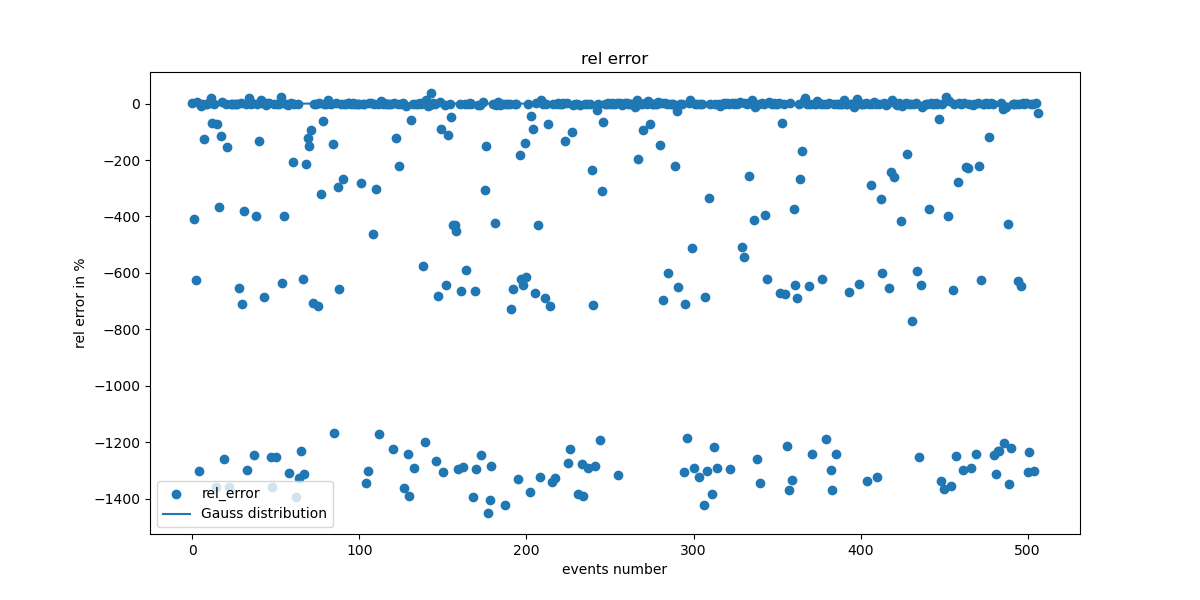 rel error
rel error in %
0
−200
−400
−600
−800
−1000
−1200
−1400
rel_error
Gauss distribution
0
100
200
300
400
500
events number